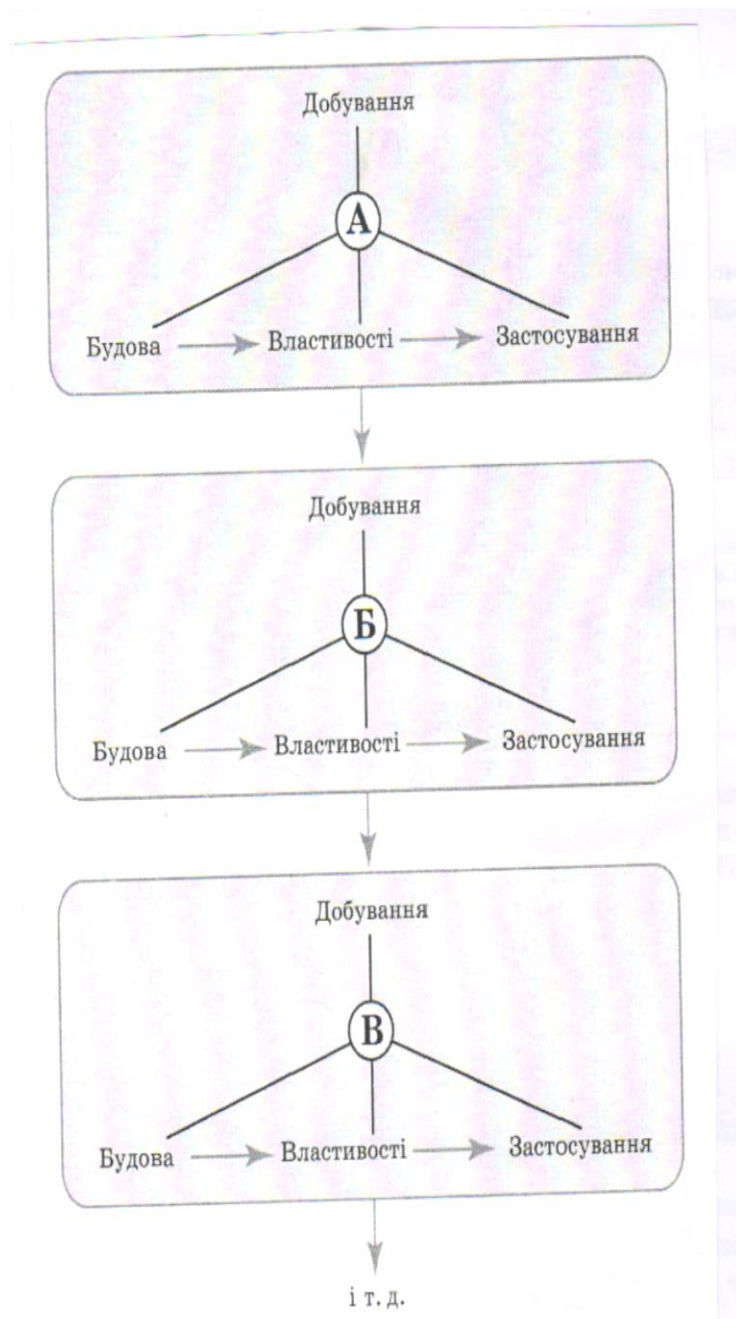 Добування
А
Будова Властивості Застосування
Добування
Б
Будова Властивості Застосування
Добування
В
Будова Властивості Застосування
і т. д.